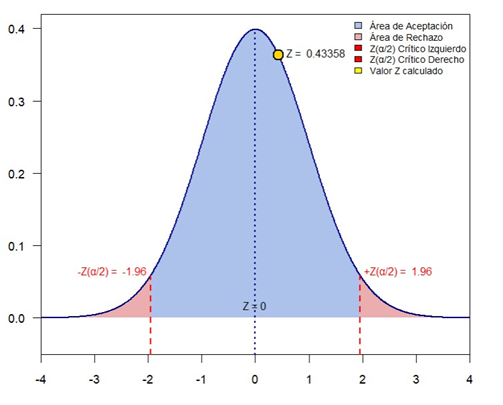 Área de Aceptación
Área de Rechazo
Z(α/2) Crítico Izquierdo
Z(α/2) Crítico Derecho
Valor Z calculado
Z = 0.43358
-Z(α/2) = -1.96
+Z(α/2) = 1.96
Z = 0
0.4
0.3
0.2
0.1
0.0
-4 -3 -2 -1 0 1 2 3 4